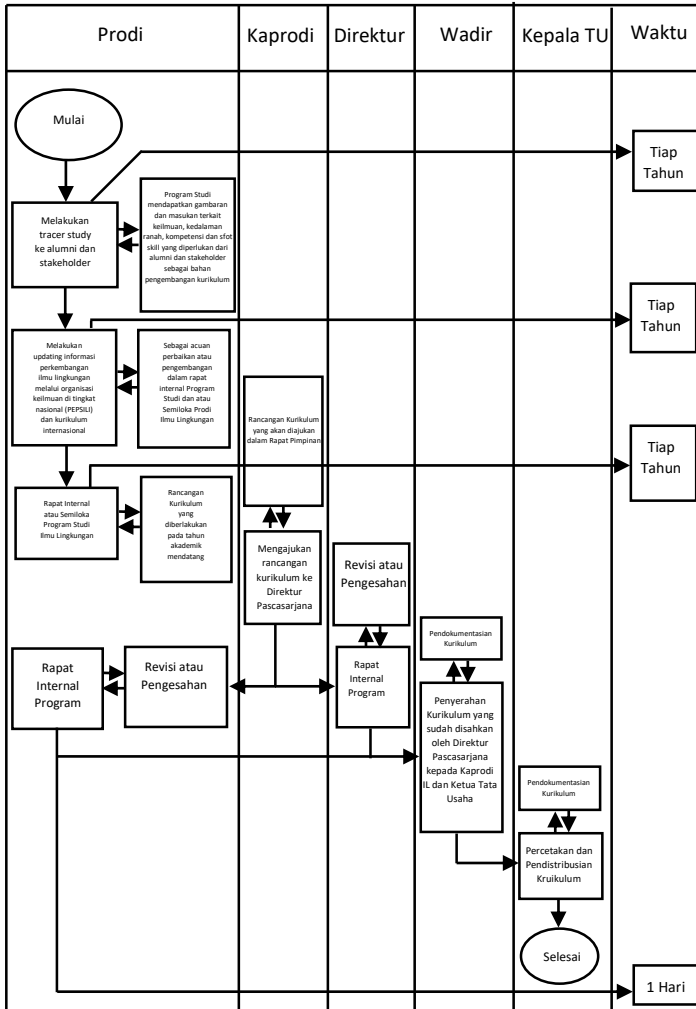 Prodi
Kaprodi
Direktur
Wadir
Kepala TU
Waktu
Mulai
Tiap
Tahun
Melakukan
tracer study
ke alumni dan
stakeholder
Program Studi
mendapatkan gambaran
dan masukan terkait
keilmuan, kedalaman
ranah, kompetensi dan sfot
skill yang diperlukan dari
alumni dan stakeholder
sebagai bahan
pengembangan kurikulum
Tiap
Tahun
Melakukan
updating informasi
perkembangan
ilmu lingkungan
melalui organisasi
keilmuan di tingkat
nasional (PEPSILI)
dan kurikulum
internasional
Sebagai acuan
perbaikan atau
pengembangan
dalam rapat
internal Program
Studi dan atau
Semiloka Prodi
Ilmu Lingkungan
Rancangan Kurikulum
yang akan diajukan
dalam Rapat Pimpinan
Tiap
Tahun
Rapat Internal
atau Semiloka
Program Studi
Ilmu Lingkungan
Rancangan
Kurikulum
yang
diberlakukan
pada tahun
akademik
mendatang
Mengajukan
rancangan
kurikulum ke
Direktur
Pascasarjana
Revisi atau
Pengesahan
Rapat
Internal
Program
Revisi atau
Pengesahan
Rapat
Internal
Program
Pendokumentasian
Kurikulum
Penyerahan
Kurikulum yang
sudah disahkan
oleh Direktur
Pascasarjana
kepada Kaprodi
IL dan Ketua Tata
Usaha
Pendokumentasian
Kurikulum
Percetakan dan
Pendistribusian
Kruikulum
Selesai
1 Hari